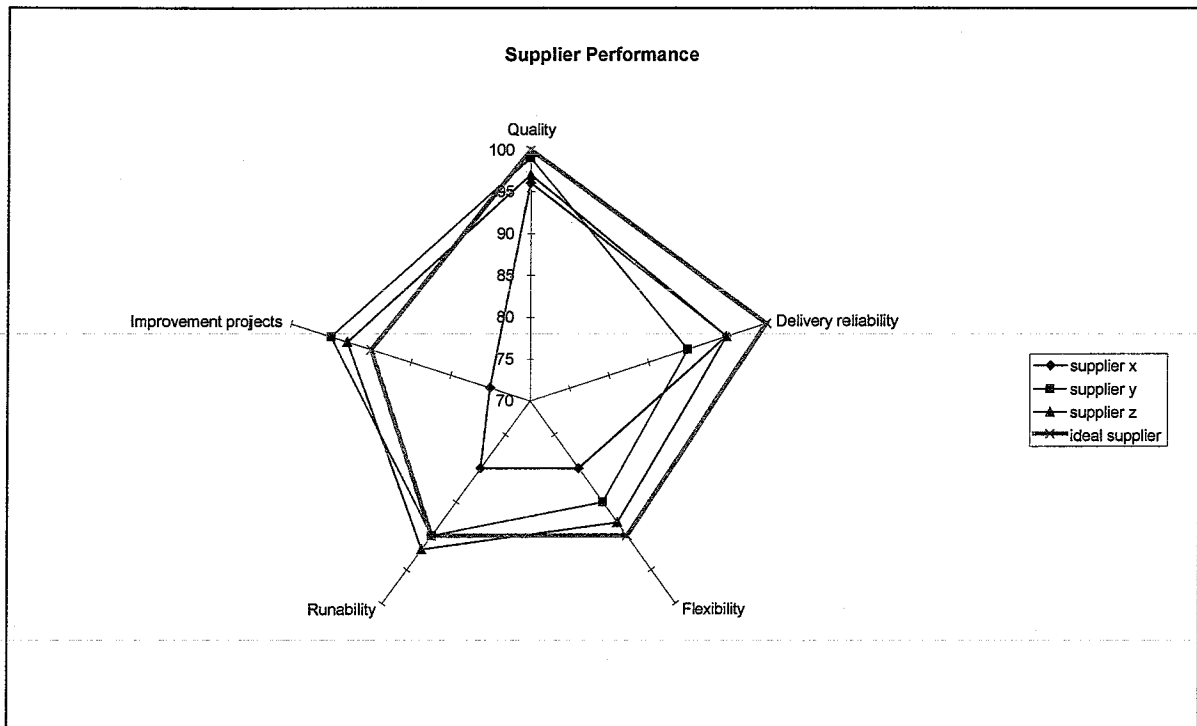 Supplier Performance
Quality
100
95
90
85
80
75
70
Improvement projects
Delivery reliability
Runability
Flexibility
supplier x
supplier y
supplier z
ideal supplier